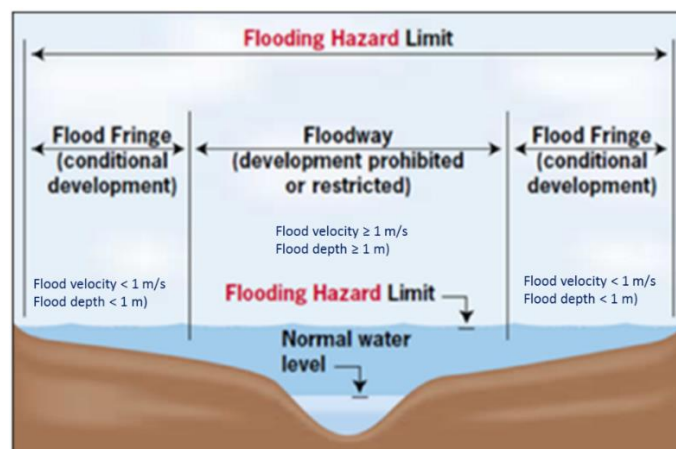 Flooding Hazard Limit
Flood Fringe
(conditional
development)
Floodway
(development prohibited
or restricted)
Flood Fringe
(conditional
development)
Flood velocity ≥ 1 m/s
Flood depth ≥ 1 m)
Flood velocity < 1 m/s
Flood depth < 1 m)
Flood velocity < 1 m/s
Flood depth < 1 m)
Flooding Hazard Limit
Normal water
level